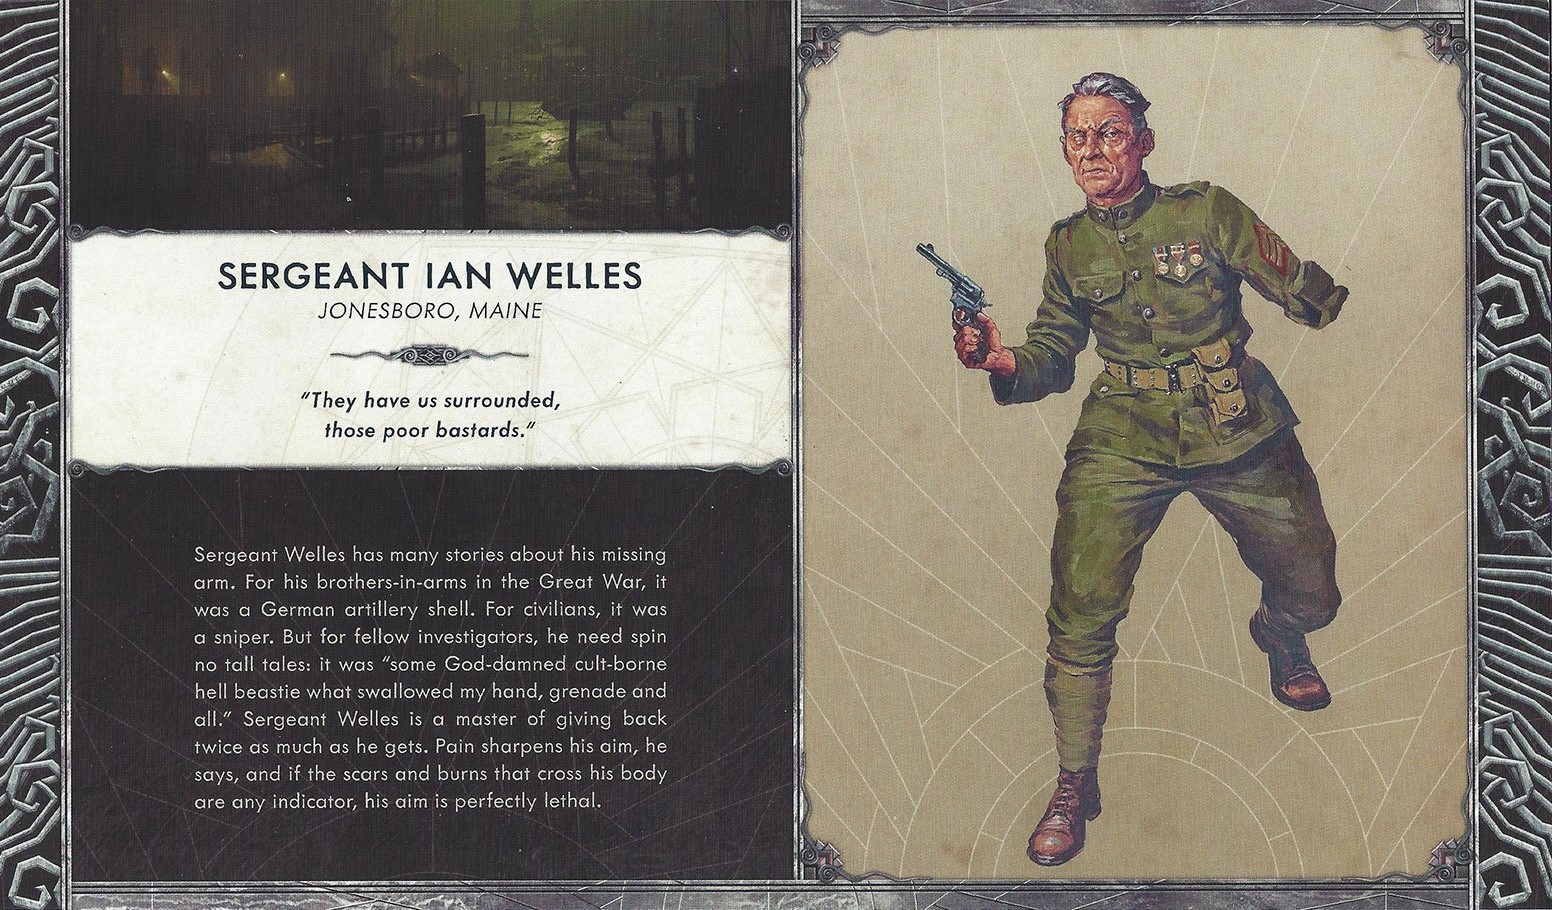 SERGEANT IAN WELLES
JONESBORO, MAINE
“They have us surrounded,
those poor bastards.“
Sergeant Welles has many stories about his missing
arm. For his brothers-in-arms in the Great War, it
was a German artillery shell. For civilians, it was
a sniper. But for fellow investigators, he need spin
no tall tales: it was “some God-damned cult-borne
hell beastie what swallowed my hand, grenade and
all.” Sergeant Welles is a master of giving back
twice as much as he gets. Pain sharpens his aim, he
says, and if the scars and burns that cross his body
are any indicator, his aim is perfectly lethal.